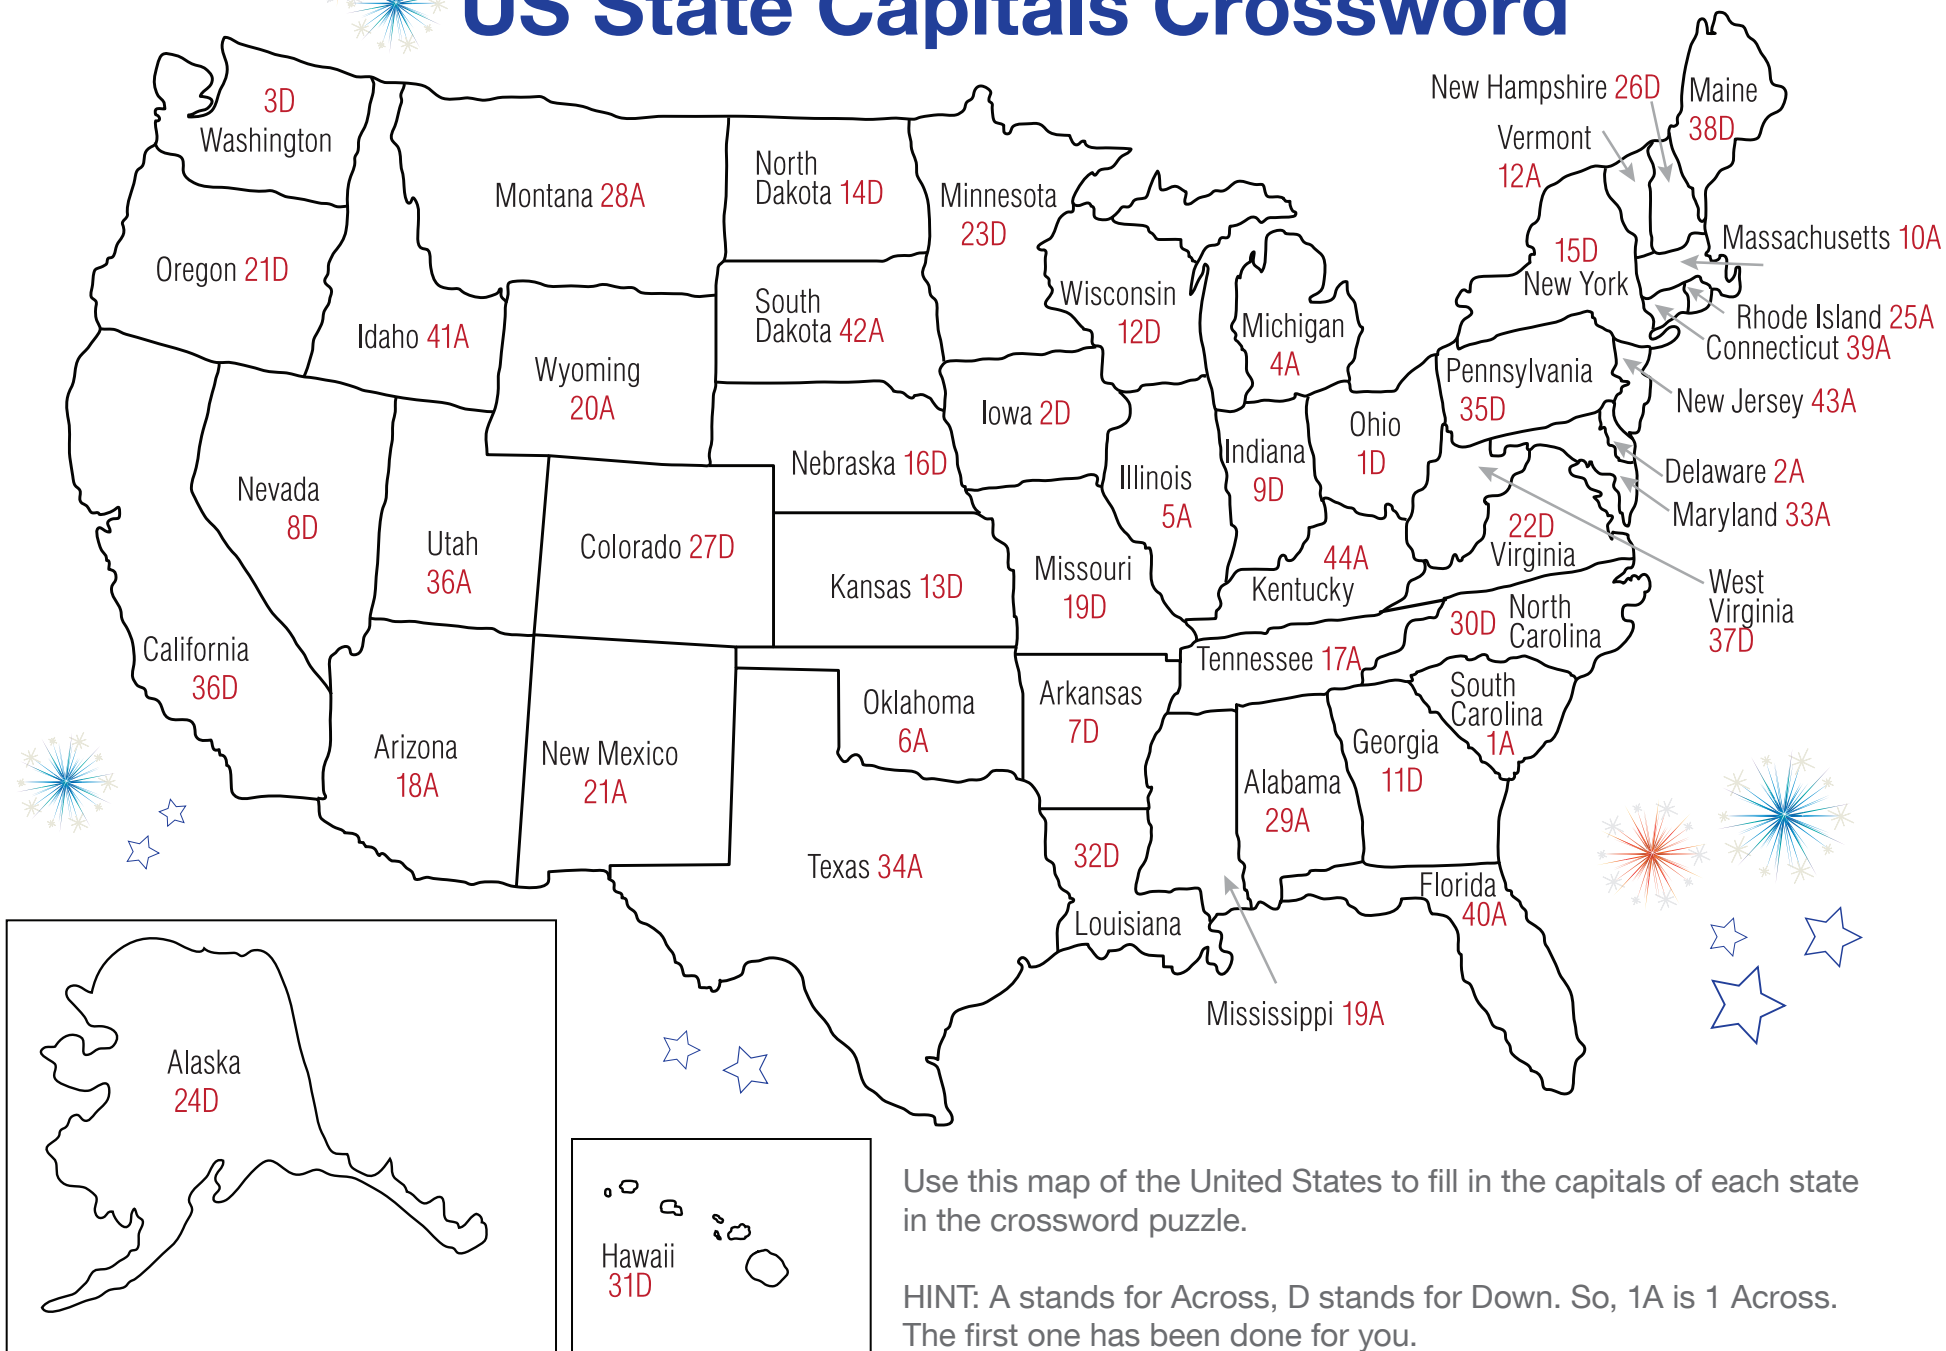 US State Capitals Crossword
3D
Washington
Montana 28A
North
Dakota 14D
Minnesota
23D
New Hampshire 26D
Maine
38D
Vermont
12A
Massachusetts 10A
15D
New York
Oregon 21D
Idaho 41A
Wyoming
20A
South
Dakota 42A
Wisconsin
12D
Michigan
4A
Rhode Island 25A
Connecticut 39A
Pennsylvania
35D
New Jersey 43A
Iowa 2D
Ohio
1D
Indiana
9D
Illinois
5A
Nebraska 16D
Delaware 2A
Maryland 33A
Nevada
8D
Utah
36A
Colorado 27D
Kansas 13D
Missouri
19D
44A
Kentucky
22D
Virginia
West
Virginia
37D
30D
North
Carolina
California
36D
Tennessee 17A
Arizona
18A
New Mexico
21A
Oklahoma
6A
Arkansas
7D
South
Carolina
1A
Georgia
11D
Alabama
29A
Texas 34A
32D
Louisiana
Florida
40A
Mississippi 19A
Alaska
24D
Hawaii
31D
Use this map of the United States to fill in the capitals of each state
in the crossword puzzle.
HINT: A stands for Across, D stands for Down. So, 1A is 1 Across.
The first one has been done for you.